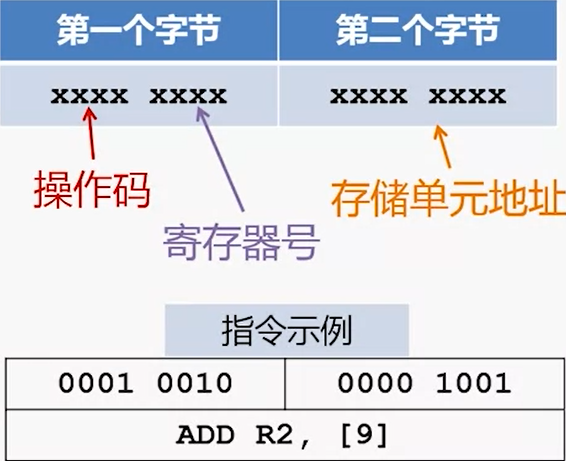 第一个字节 第二个字节
xxxx xxxx xxxx xxxx
操作码
寄存器号
存储单元地址
指令示例
0001 0010 0000 1001
ADD R2, [9]